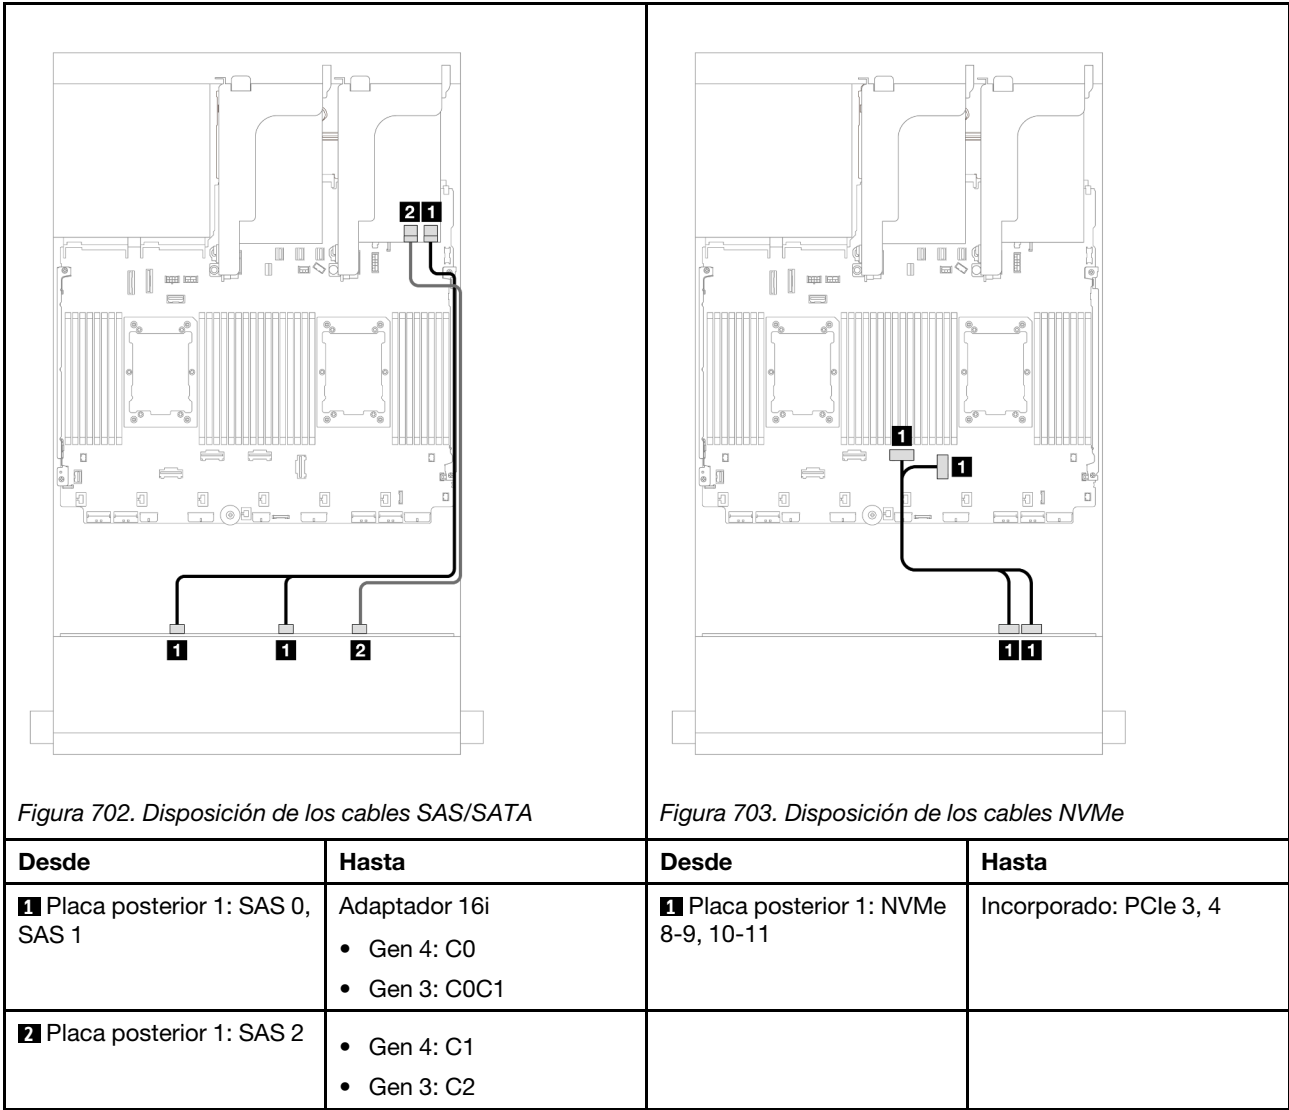 2 1
1 1 2
Figura 702. Disposición de los cables SAS/SATA
1
1
1 1
Figura 703. Disposición de los cables NVMe
Desde Hasta Desde Hasta
1 Placa posterior 1: SAS 0,
SAS 1
Adaptador 16i
• Gen 4: C0
• Gen 3: C0C1
1 Placa posterior 1: NVMe
8-9, 10-11
Incorporado: PCIe 3, 4
2 Placa posterior 1: SAS 2
• Gen 4: C1
• Gen 3: C2